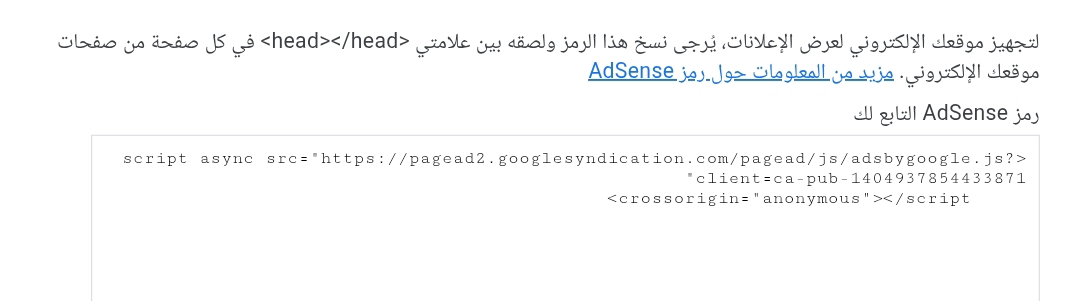 لتجهيز موقعك الإلكتروني لعرض الإعلانات، يُرجى نسخ هذا الرمز ولصقه بين علامتي <head></head> في كل صفحة من صفحات
موقعك الإلكتروني. مزيد من المعلومات حول رمز AdSense
رمز AdSense التابع لك
<script async src="https://pagead2.googlesyndication.com/pagead/js/adsbygoogle.js?
client=ca-pub-1404937854433871"
crossorigin="anonymous"></script>